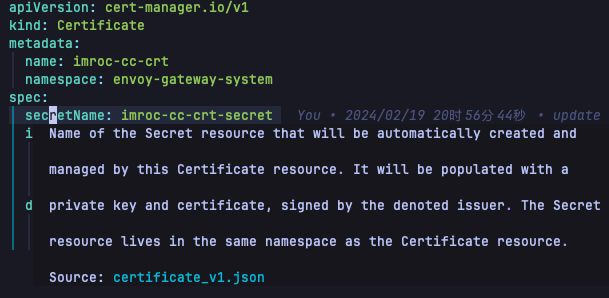 apiVersion: cert-manager.io/v1
kind: Certificate
metadata:
  name: imroc-cc-crt
  namespace: envoy-gateway-system
spec:
  secretName: imroc-cc-crt-secret You • 2024/02/19 20时56分44秒 • update
  i Name of the Secret resource that will be automatically created and
managed by this Certificate resource. It will be populated with a
  d private key and certificate, signed by the denoted issuer. The Secret
resource lives in the same namespace as the Certificate resource.
Source: certificate_v1.json